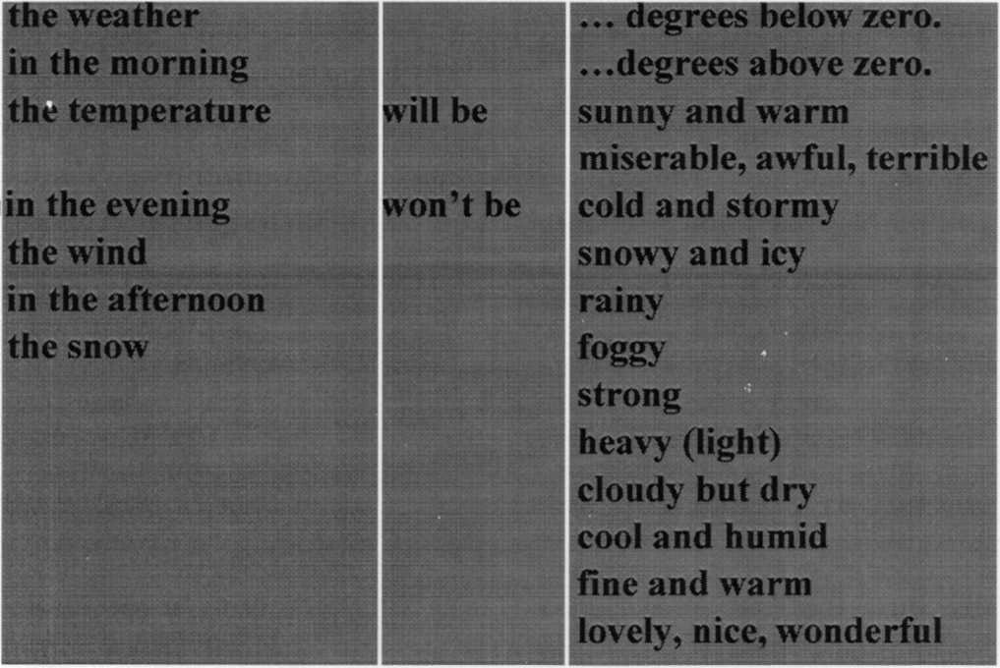 the weather
in the morning
the temperature
in the evening
the wind
in the afternoon
the snow
will be
won't be
... degrees below zero.
...degrees above zero.
sunny and warm
miserable, awful, terrible
cold and stormy
snowy and icy
rainy
foggy
strong
heavy (light)
cloudy but dry
cool and humid
fine and warm
lovely, nice, wonderful